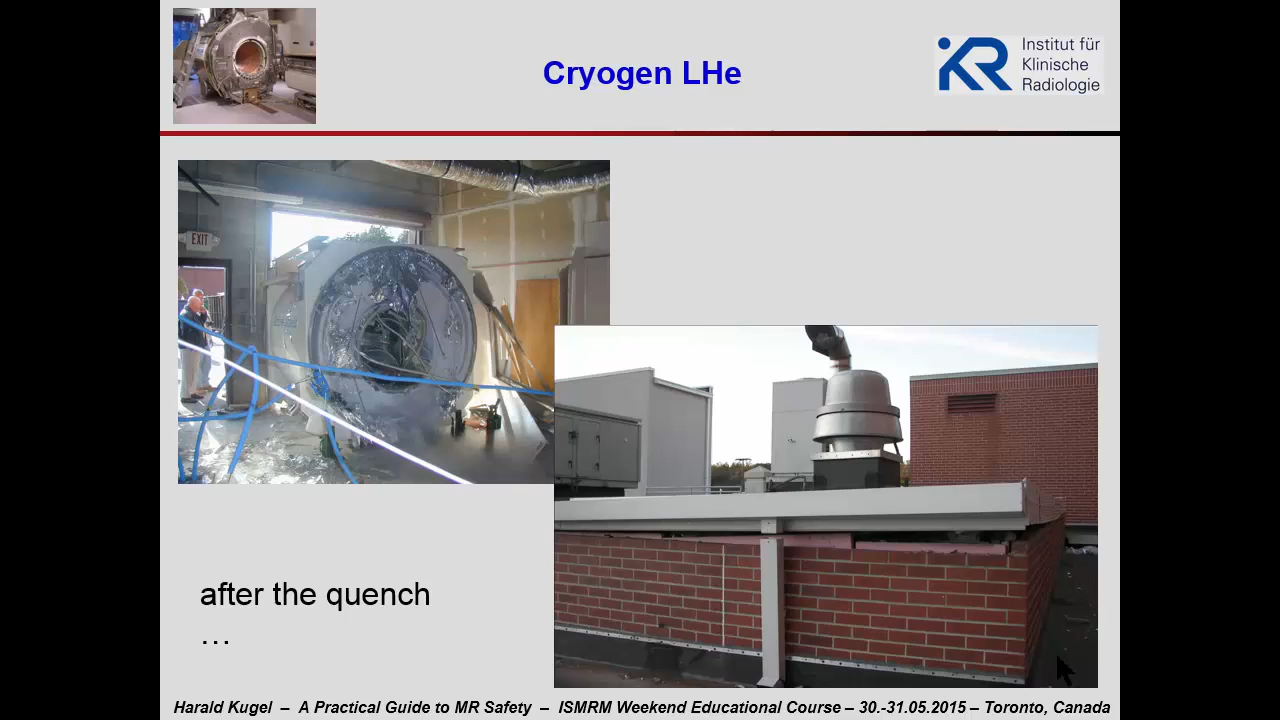 Cryogen LHe
Institut für
Klinische
Radiologie
EXIT
after the quench
…
Harald Kugel – A Practical Guide to MR Safety – ISMRM Weekend Educational Course – 30.-31.05.2015 – Toronto, Canada